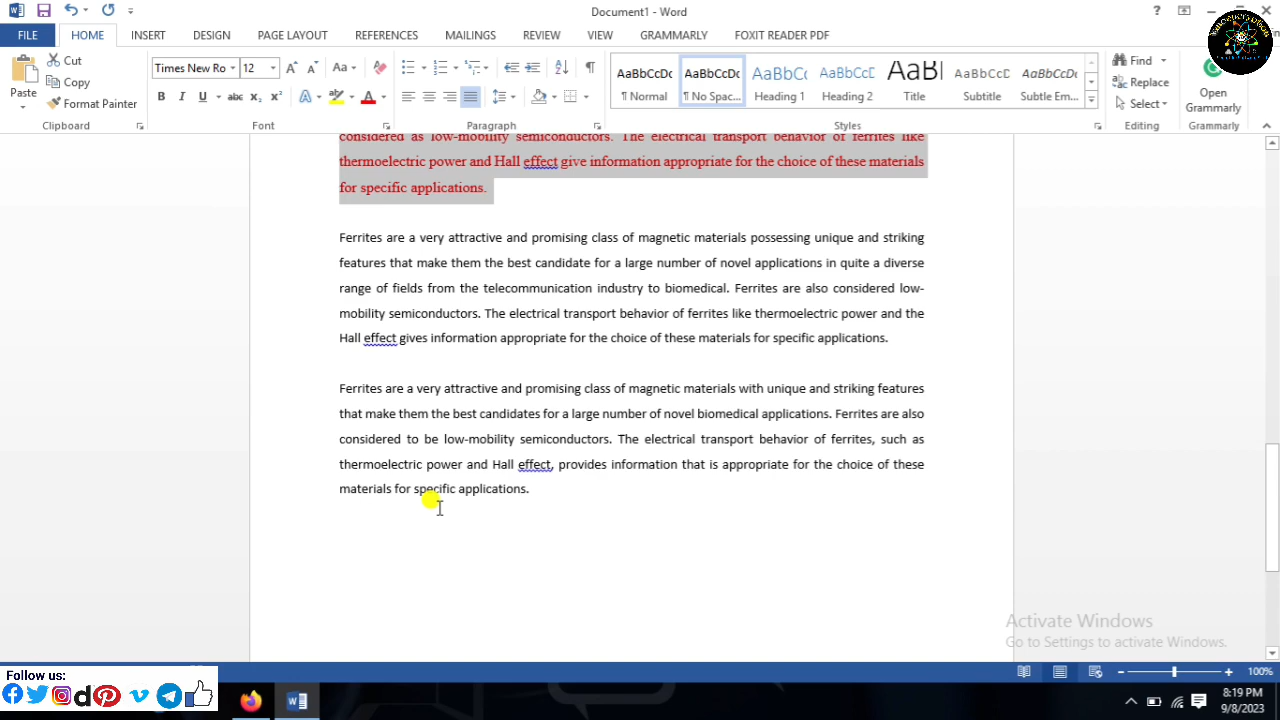 Document1 - Word
FILE HOME INSERT DESIGN PAGE LAYOUT REFERENCES MAILINGS REVIEW VIEW GRAMMARLY FOXIT READER PDF
Paste
Cut
Copy
Format Painter
Clipboard
Times New Ro 12
Font
Paragraph
AaBbCcDc AaBbCcDc AaBbCc AaBbCcD AaBl AaBbCcD AaBbCcDc
¶ Normal ¶ No Spac... Heading 1 Heading 2 Title Subtitle Subtle Em...
Styles
Find
Replace
Select
Editing
Open
Grammarly
Grammarly
considered as low-mobility semiconductors. The electrical transport behavior of ferrites like
thermoelectric power and Hall effect give information appropriate for the choice of these materials
for specific applications.
Ferrites are a very attractive and promising class of magnetic materials possessing unique and striking
features that make them the best candidate for a large number of novel applications in quite a diverse
range of fields from the telecommunication industry to biomedical. Ferrites are also considered low-
mobility semiconductors. The electrical transport behavior of ferrites like thermoelectric power and the
Hall effect gives information appropriate for the choice of these materials for specific applications.
Ferrites are a very attractive and promising class of magnetic materials with unique and striking features
that make them the best candidates for a large number of novel biomedical applications. Ferrites are also
considered to be low-mobility semiconductors. The electrical transport behavior of ferrites, such as
thermoelectric power and Hall effect, provides information that is appropriate for the choice of these
materials for specific applications.
Activate Windows
Go to Settings to activate Windows.
Follow us:
100%
8:19 PM
9/8/2023